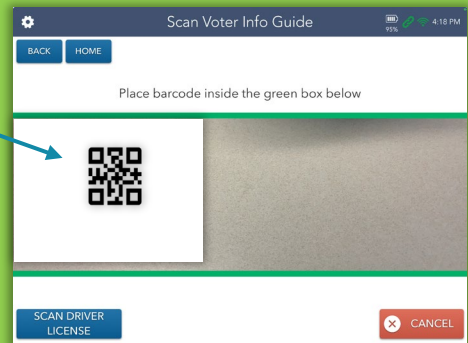 Scan Voter Info Guide
95%
4:18 PM
BACK
HOME
Place barcode inside the green box below
SCAN DRIVER
LICENSE
CANCEL